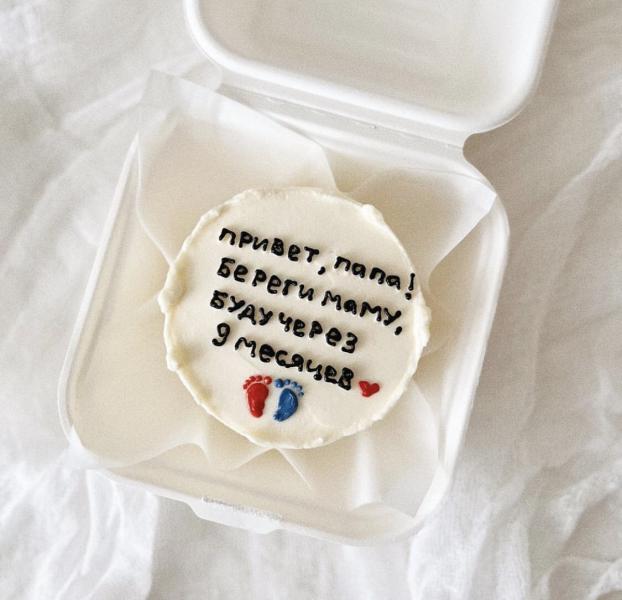 привет, папа!
Береги маму,
Буду через
9 месяцев